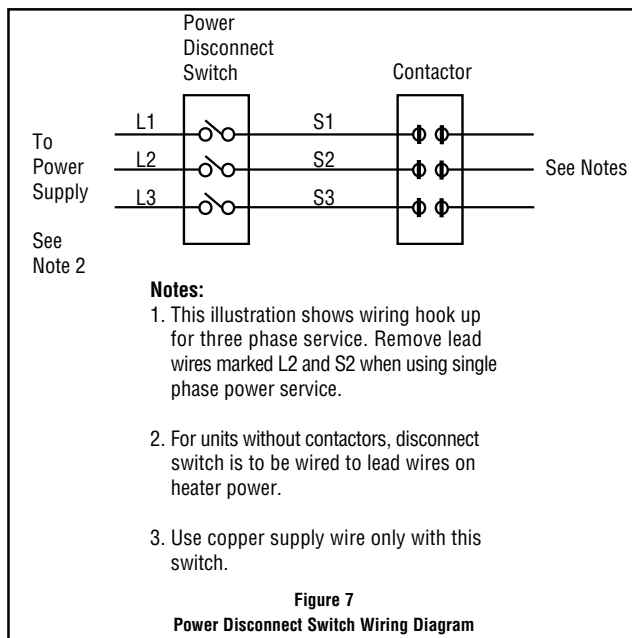 Power
Disconnect
Switch
Contactor
To
Power
Supply
See
Note 2
L1
S1
L2
S2
L3
S3
See Notes
Notes:
1. This illustration shows wiring hook up
for three phase service. Remove lead
wires marked L2 and S2 when using single
phase power service.
2. For units without contactors, disconnect
switch is to be wired to lead wires on
heater power.
3. Use copper supply wire only with this
switch.
Figure 7
Power Disconnect Switch Wiring Diagram